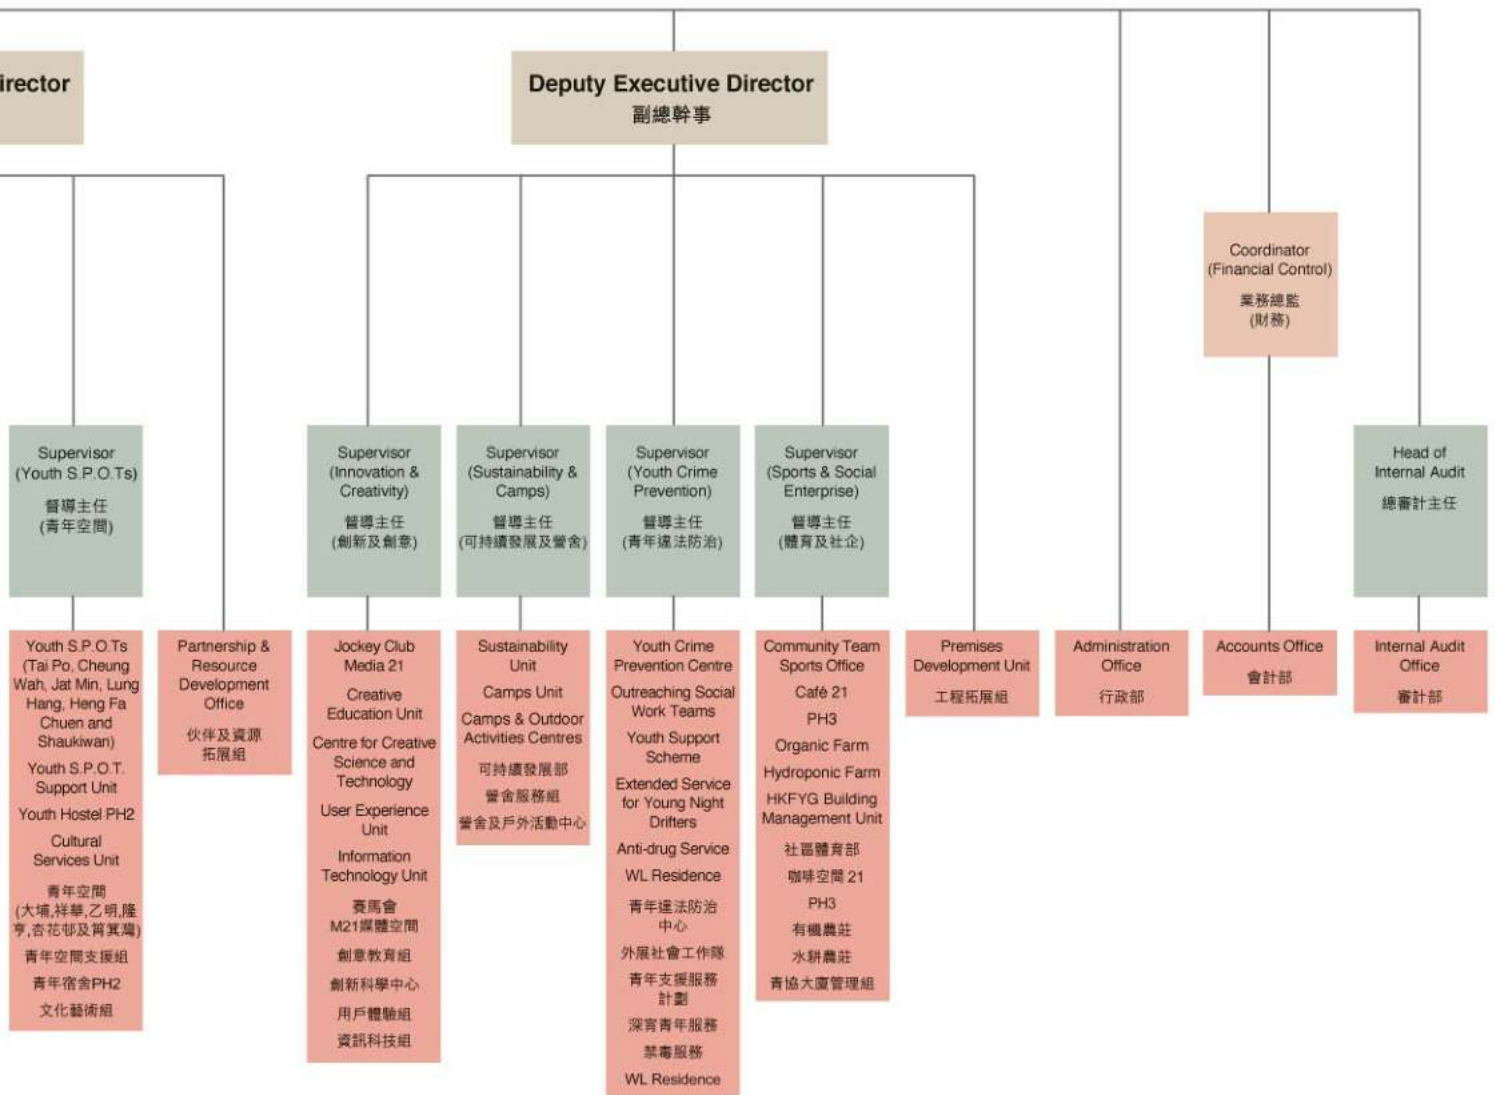 irector
Deputy Executive Director
副總幹事
Coordinator
(Financial Control)
業務總監
(財務)
Supervisor
(Youth S.P.O.Ts)
督導主任
(青年空間)
Supervisor
(Innovation &
Creativity)
督導主任
(創新及創意)
Supervisor
(Sustainability &
Camps)
督導主任
(可持續發展及營舍)
Supervisor
(Youth Crime
Prevention)
督導主任
(青年違法防治)
Supervisor
(Sports & Social
Enterprise)
督導主任
(體育及社企)
Head of
Internal Audit
總審計主任
Youth S.P.O.Ts
(Tai Po, Cheung
Wah, Jat Min, Lung
Hang, Heng Fa
Chuen and
Shaukiwan)
Youth S.P.O.T.
Support Unit
Youth Hostel PH2
Cultural
Services Unit
青年空間
(大埔,祥華,乙明,隆
亨,杏花邨及筲箕灣)
青年空間支援組
青年宿舍PH2
文化藝術組
Partnership &
Resource
Development
Office
伙伴及資源
拓展組
Jockey Club
Media 21
Creative
Education Unit
Centre for Creative
Science and
Technology
User Experience
Unit
Information
Technology Unit
賽馬會
M21媒體空間
創意教育組
創新科學中心
用戶體驗組
資訊科技組
Sustainability
Unit
Camps Unit
Camps & Outdoor
Activities Centres
可持續發展部
營舍服務組
營舍及戶外活動中心
Youth Crime
Prevention Centre
Outreaching Social
Work Teams
Youth Support
Scheme
Extended Service
for Young Night
Drifters
Anti-drug Service
WL Residence
青年違法防治
中心
外展社會工作隊
青年支援服務
計劃
深宵青年服務
禁毒服務
WL Residence
Community Team
Sports Office
Café 21
PH3
Organic Farm
Hydroponic Farm
HKFYG Building
Management Unit
社區體育部
咖啡空間 21
PH3
有機農莊
水耕農莊
青協大廈管理組
Premises
Development Unit
工程拓展組
Administration
Office
行政部
Accounts Office
會計部
Internal Audit
Office
審計部